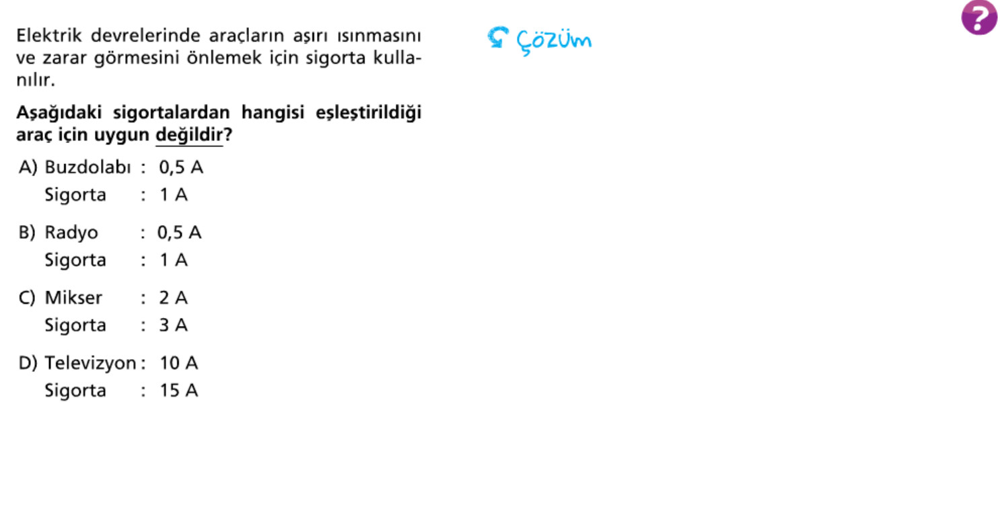 Elektrik devrelerinde araçların aşırı ısınmasını
ve zarar görmesini önlemek için sigorta kulla-
nılır.
Aşağıdaki sigortalardan hangisi eşleştirildiği
araç için uygun değildir?
A) Buzdolabı : 0,5 A
Sigorta : 1 A
B) Radyo : 0,5 A
Sigorta : 1 A
C) Mikser : 2 A
Sigorta : 3 A
D) Televizyon : 10 A
Sigorta : 15 A
Çözüm
?